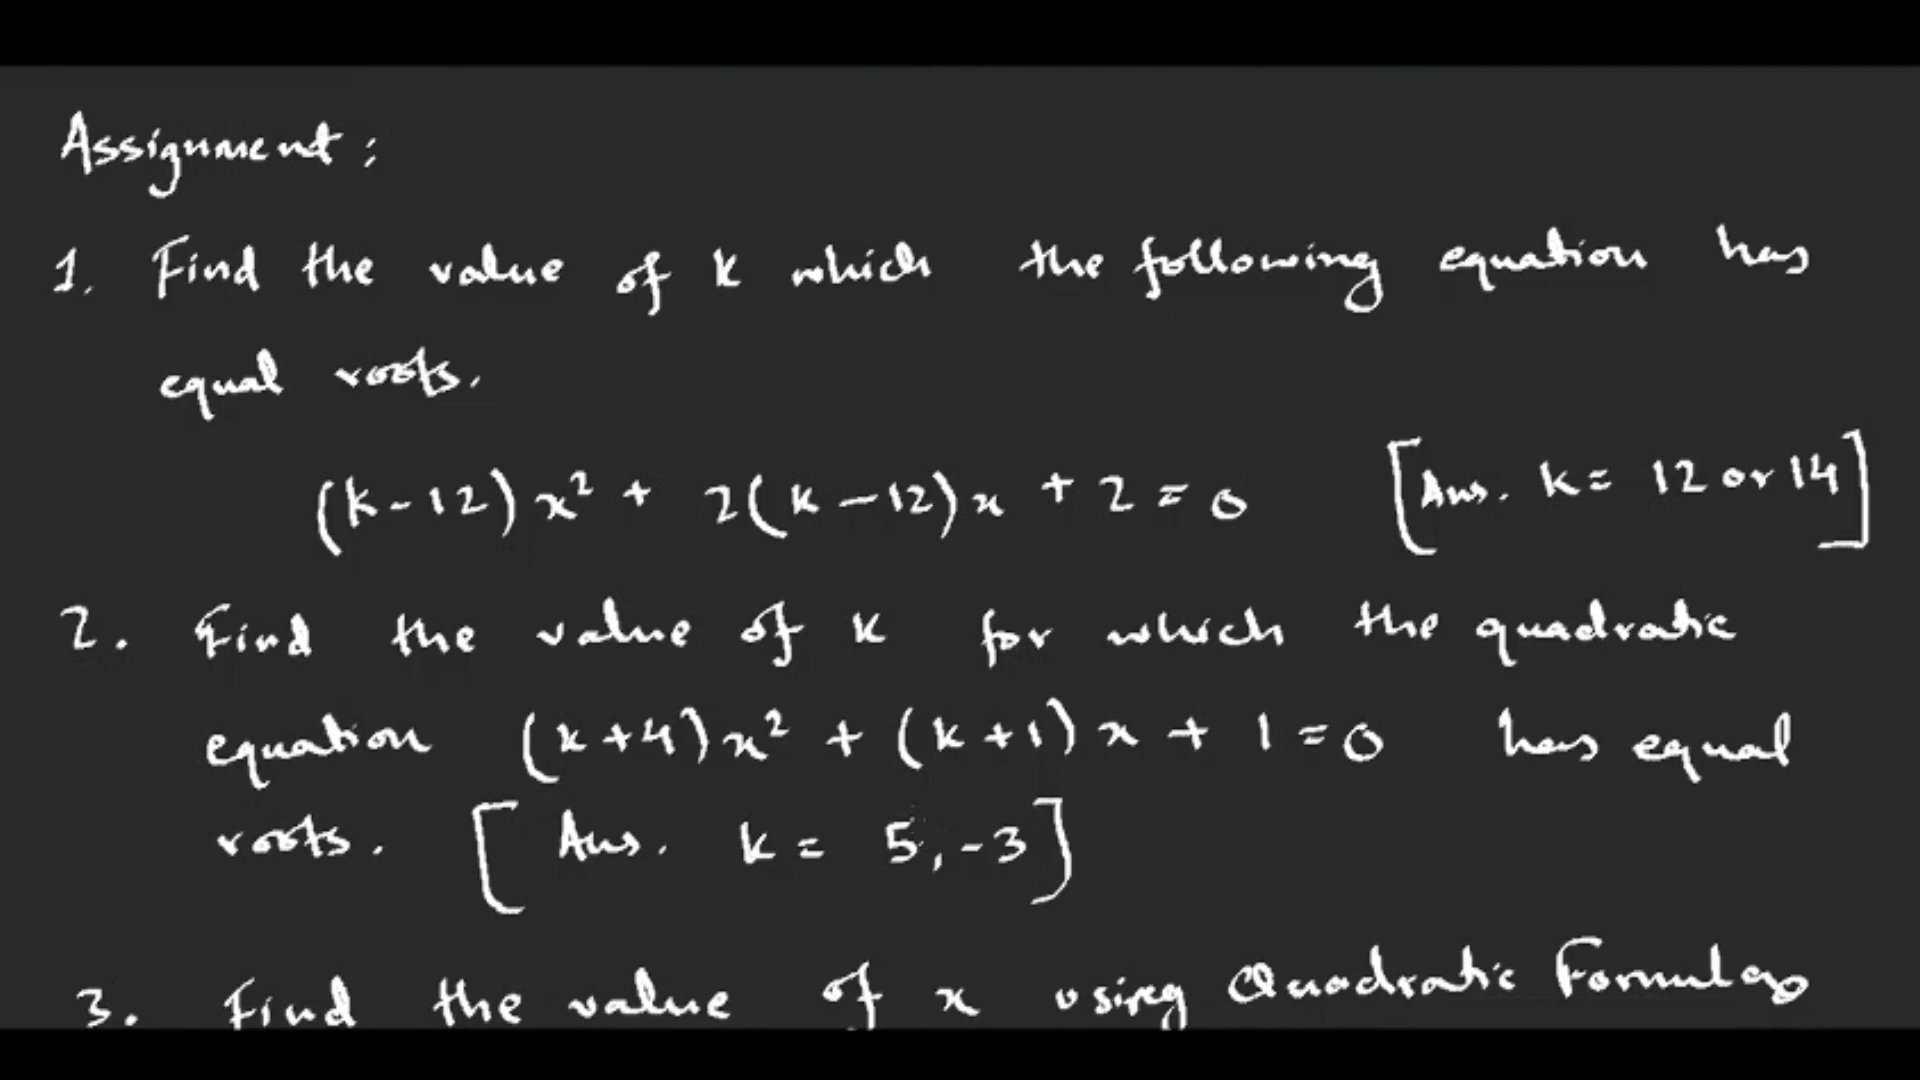 Assignment:
1. Find the value of k which the following equation has
equal roots.
(k-12)x² + 2(k-12)x + 2 = 0 [Ans. k = 12 or 14]
2. Find the value of k for which the quadratic
equation (k+4)x² + (k+1)x + 1 = 0 has equal
roots. [Ans. k = 5, -3]
3. Find the value of x using Quadratic Formulas